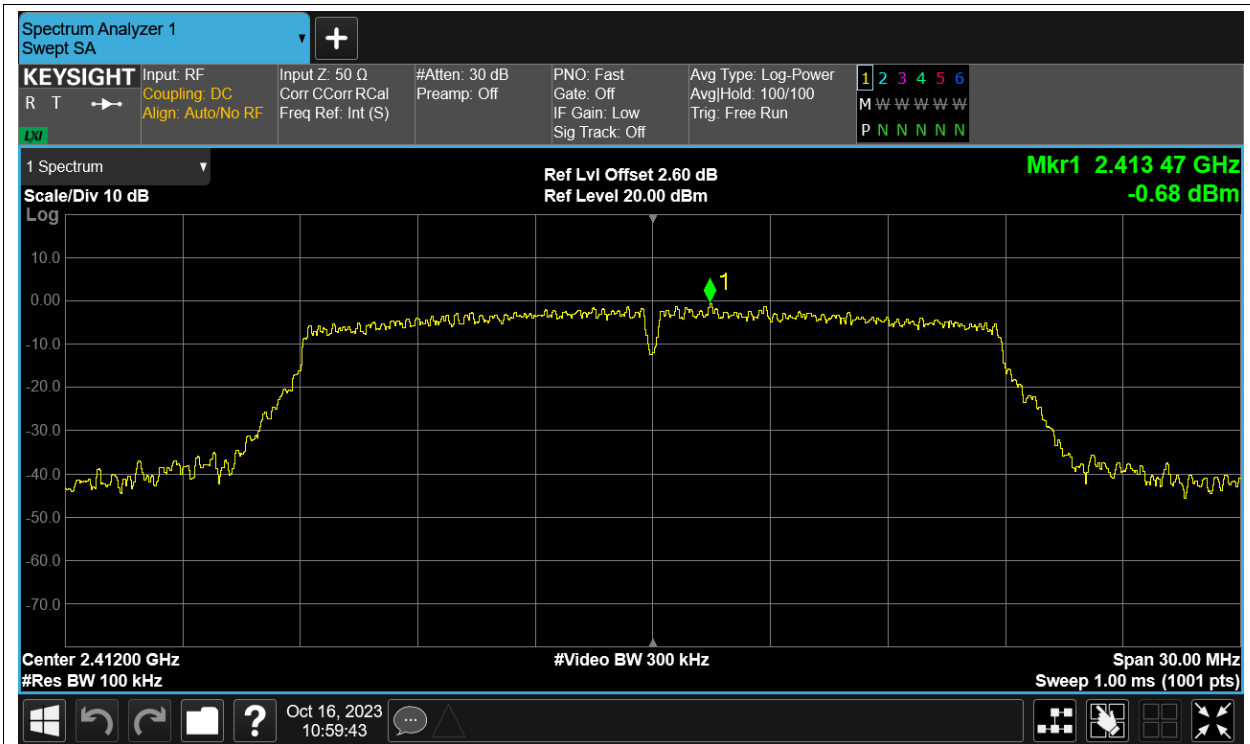 Spectrum Analyzer 1
Swept SA
+
KEYSIGHT
R T
LXI
Input: RF
Coupling: DC
Align: Auto/No RF
Input Z: 50 Ω
Corr CCorr RCal
Freq Ref: Int (S)
#Atten: 30 dB
Preamp: Off
PNO: Fast
Gate: Off
IF Gain: Low
Sig Track: Off
Avg Type: Log-Power
Avg|Hold: 100/100
Trig: Free Run
1 2 3 4 5 6
M W W W W W
P N N N N N
1 Spectrum
Scale/Div 10 dB
Log
Ref Lvl Offset 2.60 dB
Ref Level 20.00 dBm
Mkr1 2.413 47 GHz
-0.68 dBm
1
10.0
0.00
-10.0
-20.0
-30.0
-40.0
-50.0
-60.0
-70.0
Center 2.41200 GHz
#Video BW 300 kHz
Span 30.00 MHz
#Res BW 100 kHz
Sweep 1.00 ms (1001 pts)
?
Oct 16, 2023
10:59:43